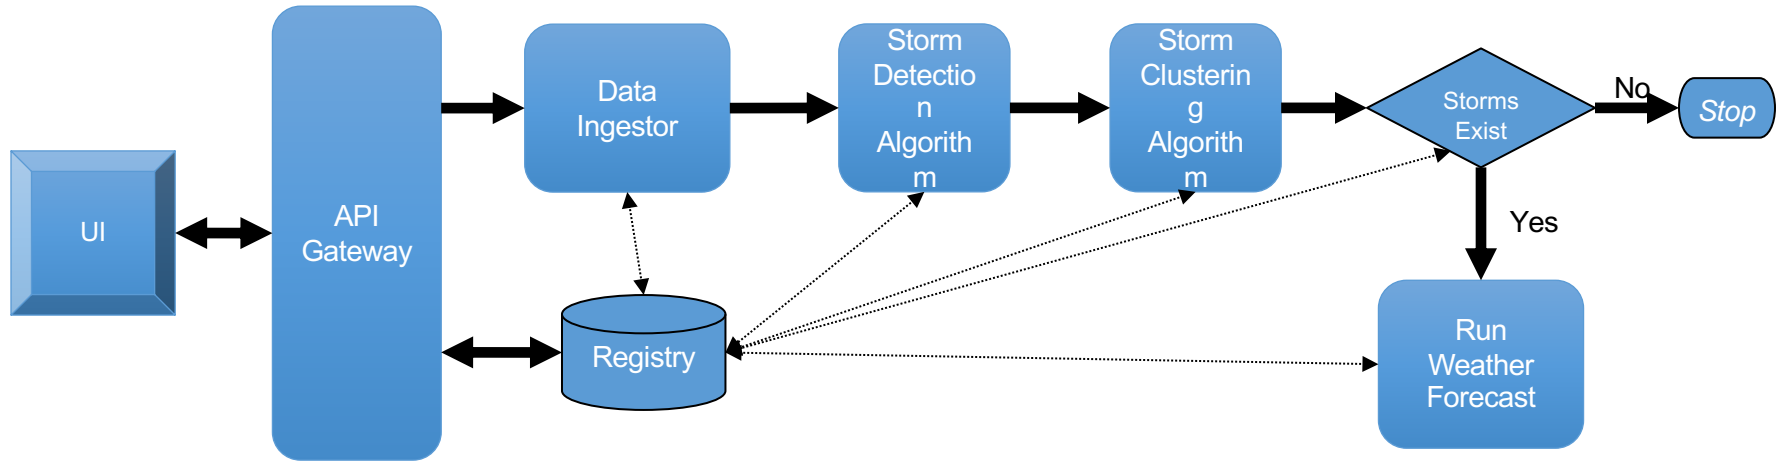 UI
API
Gateway
Data
Ingestor
Storm
Detectio
n
Algorith
m
Storm
Clusterin
g
Algorith
m
Storms
Exist
No
Stop
Yes
Registry
Run
Weather
Forecast